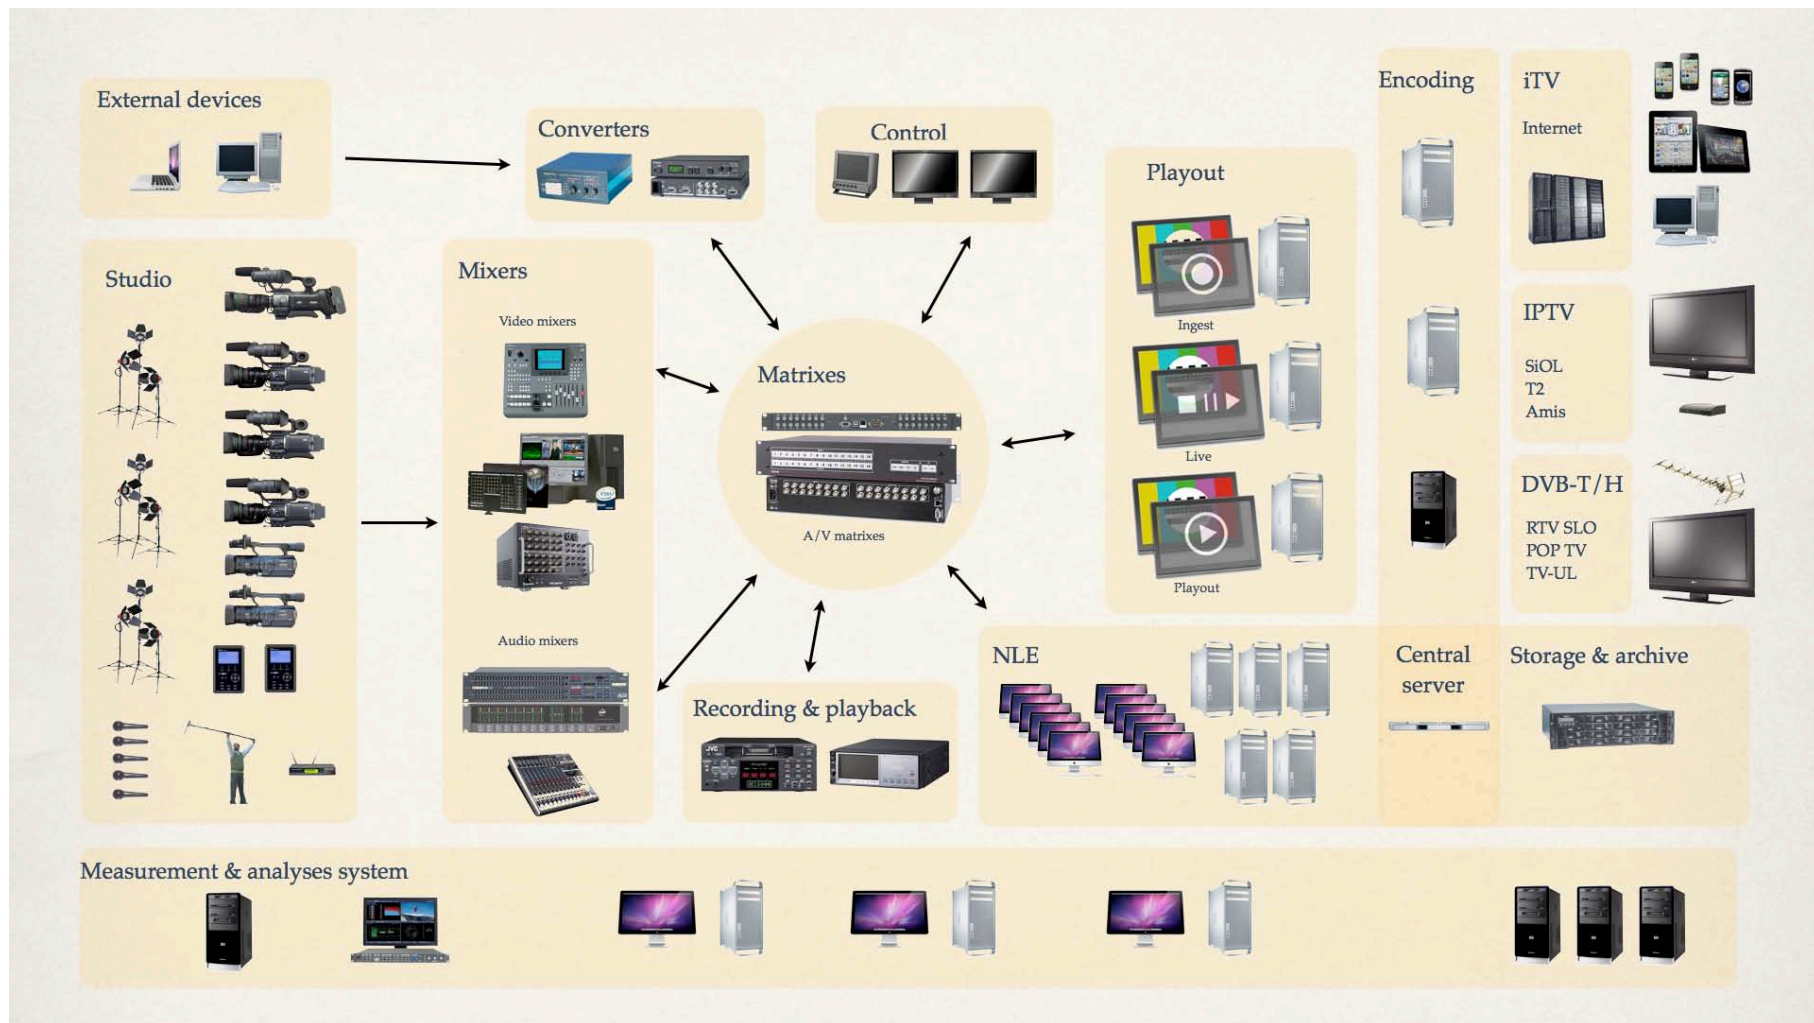 External devices
Converters
Control
Encoding
iTV
Internet
Playout
Studio
Mixers
Video mixers
Ingest
IPTV
SiOL
T2
Amis
Matrixes
A/V matrixes
Live
DVB-T/H
RTV SLO
POP TV
TV-UL
Playout
Audio mixers
NLE
Central
server
Storage & archive
Recording & playback
JVC
Measurement & analyses system